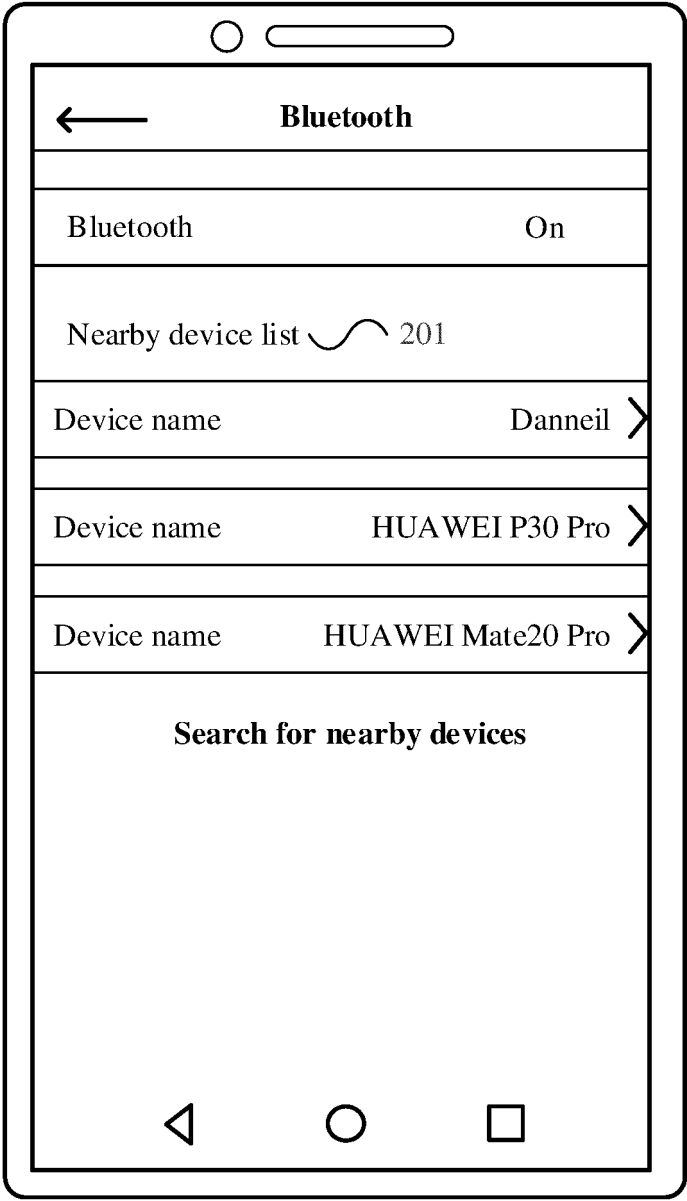 Bluetooth
Bluetooth On
Nearby device list 201
Device name Danneil
Device name HUAWEI P30 Pro
Device name HUAWEI Mate20 Pro
Search for nearby devices